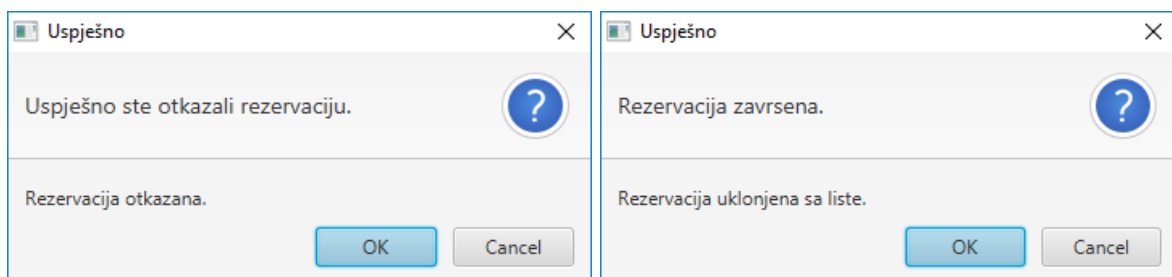 Uspješno
Uspješno ste otkazali rezervaciju.
?
Rezervacija otkazana.
OK Cancel
Uspješno
Rezervacija zavrsena.
?
Rezervacija uklonjena sa liste.
OK Cancel